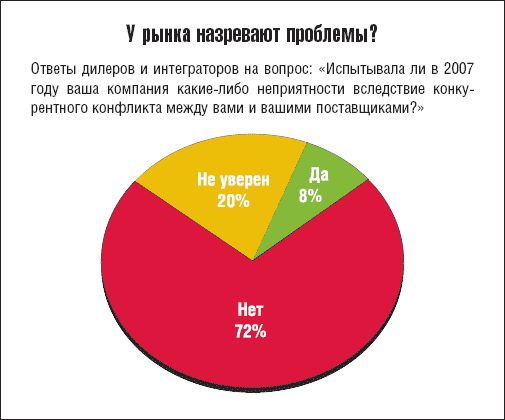 У рынка назревают проблемы?
Ответы дилеров и интеграторов на вопрос: «Испытывала ли в 2007
году ваша компания какие-либо неприятности вследствие конку-
рентного конфликта между вами и вашими поставщиками?»
Не уверен
20%
Да
8%
Нет
72%